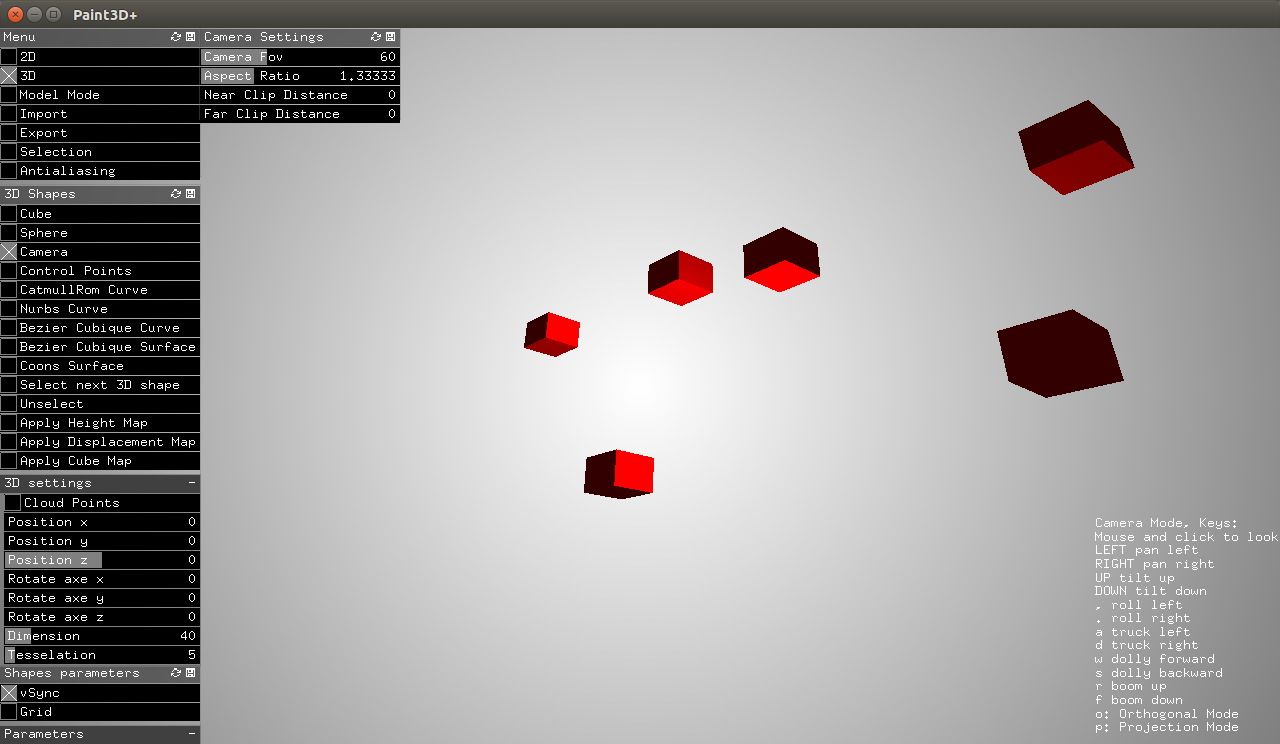 Paint3D+
Menu
2D
3D
Model Mode
Import
Export
Selection
Antialiasing
3D Shapes
Cube
Sphere
Camera
Control Points
CatmullRom Curve
Nurbs Curve
Bezier Cubique Curve
Bezier Cubique Surface
Coons Surface
Select next 3D shape
Unselect
Apply Height Map
Apply Displacement Map
Apply Cube Map
3D settings -
Cloud Points
Position x 0
Position y 0
Position z 0
Rotate axe x 0
Rotate axe y 0
Rotate axe z 0
Dimension 40
Tesselation 5
Shapes parameters
vSync
Grid
Parameters -
Camera Settings
Camera Fov 60
Aspect Ratio 1.33333
Near Clip Distance 0
Far Clip Distance 0
Camera Mode, Keys:
Mouse and click to look
LEFT pan left
RIGHT pan right
UP tilt up
DOWN tilt down
, roll left
. roll right
a truck left
d truck right
w dolly forward
s dolly backward
r boom up
f boom down
o: Orthogonal Mode
p: Projection Mode